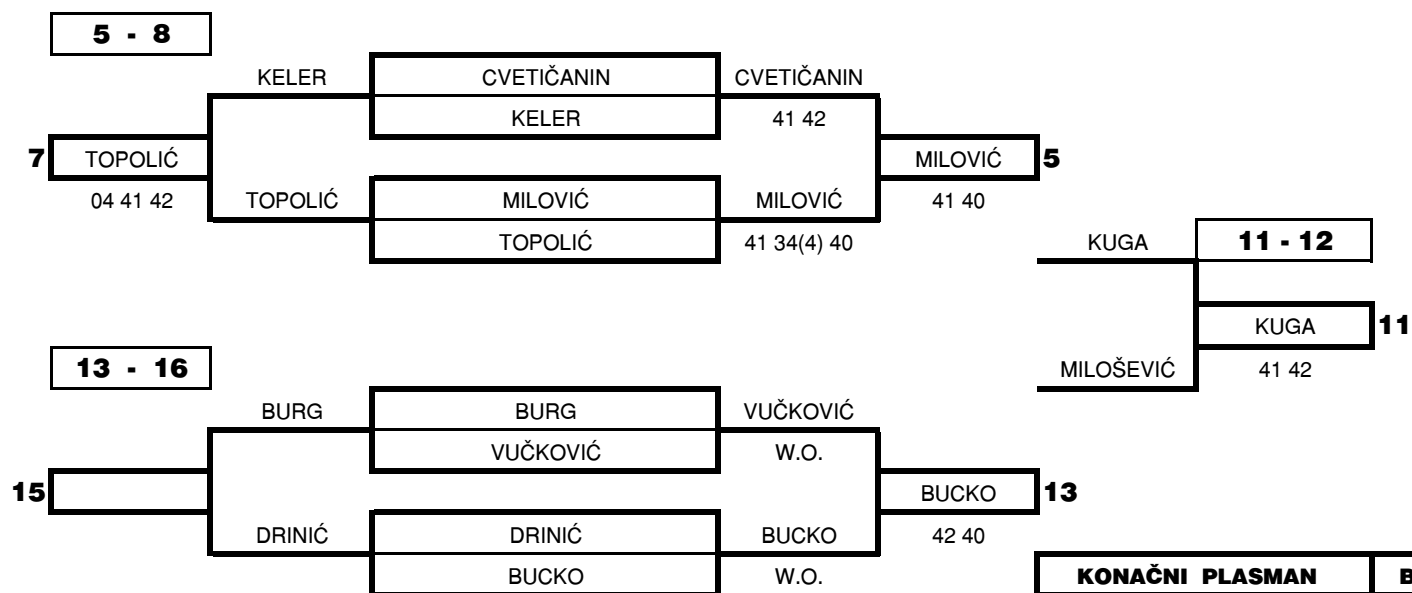 5 - 8
KELER CVETIČANIN CVETIČANIN
KELER 41 42
7 TOPOLIĆ MILOVIĆ 5
04 41 42 TOPOLIĆ MILOVIĆ MILOVIĆ 41 40
TOPOLIĆ 41 34(4) 40 KUGA 11 - 12
KUGA 11
13 - 16 MILOŠEVIĆ 41 42
BURG BURG VUČKOVIĆ
VUČKOVIĆ W.O.
15 BUCKO 13
DRINIĆ DRINIĆ BUCKO 42 40
BUCKO W.O. KONAČNI PLASMAN B